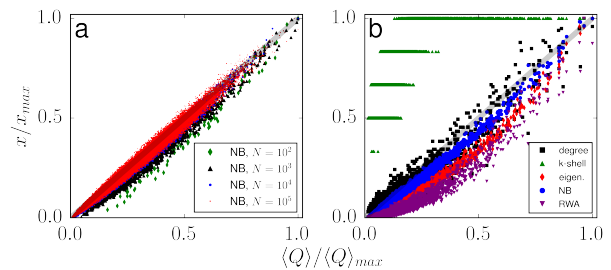 a
b
x/x_max
1.0
0.5
0.0
0.0
0.5
1.0
NB, N = 10^2
NB, N = 10^3
NB, N = 10^4
NB, N = 10^5
1.0
0.5
0.0
0.0
0.5
1.0
degree
k-shell
eigen.
NB
RWA
⟨Q⟩/⟨Q⟩_max